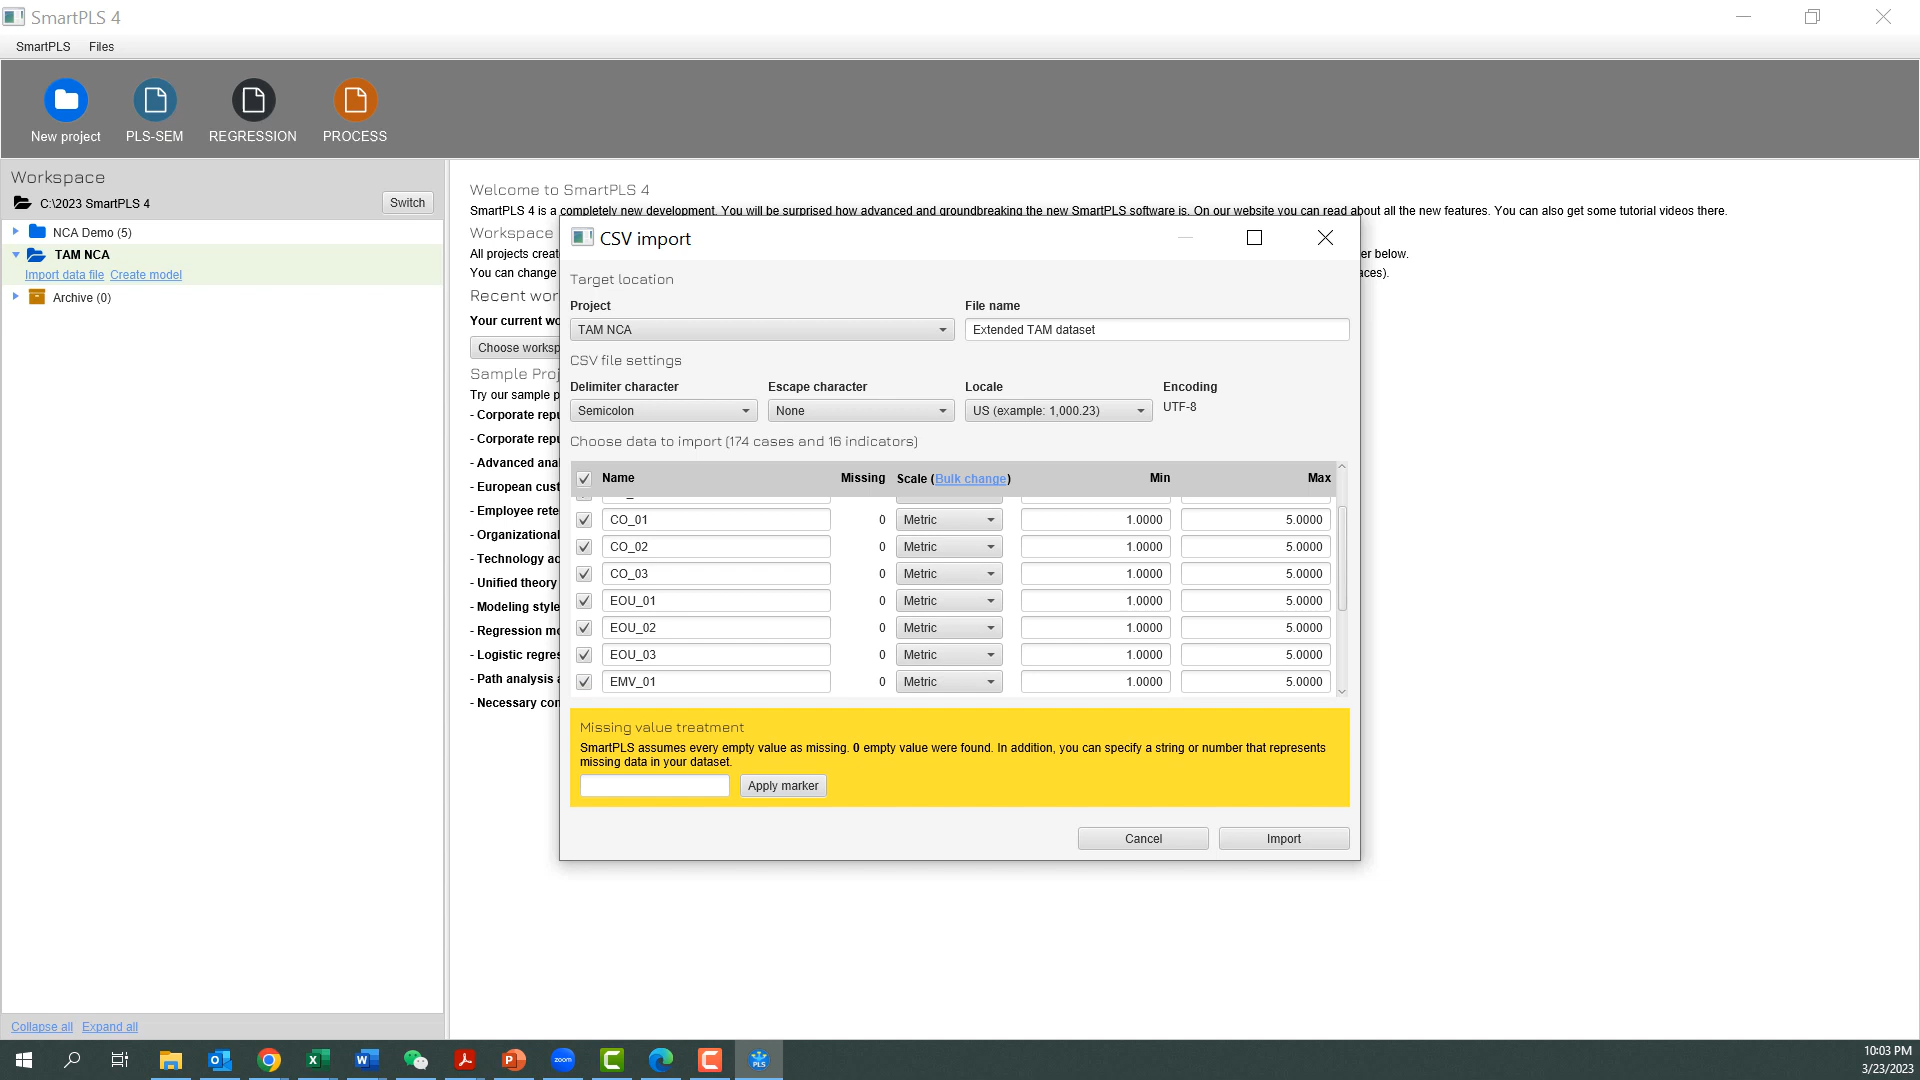 SmartPLS 4
SmartPLS Files
New project PLS-SEM REGRESSION PROCESS
Workspace
C:\2023 SmartPLS 4 Switch
NCA Demo (5)
TAM NCA
Import data file Create model
Archive (0)
Collapse all Expand all
Welcome to SmartPLS 4
SmartPLS 4 is a completely new development. You will be surprised how advanced and groundbreaking the new SmartPLS software is. On our website you can read about all the new features. You can also get some tutorial videos there.
Workspace
All projects creat er below.
You can change aces).
Recent wor
Your current wo
Choose worksp
Sample Proj
Try our sample p
- Corporate repu
- Corporate repu
- Advanced ana
- European cust
- Employee rete
- Organizational
- Technology ac
- Unified theory
- Modeling style
- Regression mo
- Logistic regres
- Path analysis a
- Necessary con
CSV import
Target location
Project File name
TAM NCA Extended TAM dataset
CSV file settings
Delimiter character Escape character Locale Encoding
Semicolon None US (example: 1,000.23) UTF-8
Choose data to import (174 cases and 16 indicators)
Name Missing Scale (Bulk change) Min Max
CO_01 0 Metric 1.0000 5.0000
CO_02 0 Metric 1.0000 5.0000
CO_03 0 Metric 1.0000 5.0000
EOU_01 0 Metric 1.0000 5.0000
EOU_02 0 Metric 1.0000 5.0000
EOU_03 0 Metric 1.0000 5.0000
EMV_01 0 Metric 1.0000 5.0000
Missing value treatment
SmartPLS assumes every empty value as missing. 0 empty value were found. In addition, you can specify a string or number that represents
missing data in your dataset.
Apply marker
Cancel Import
zoom
PLS
10:03 PM
3/23/2023